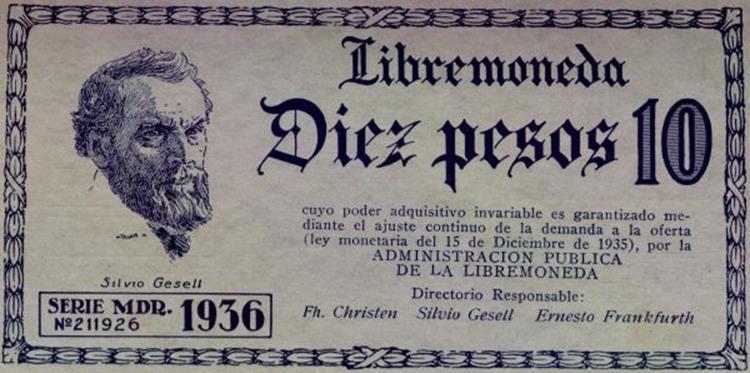 Libremoneda
Diez pesos 10
cuyo poder adquisitivo invariable es garantizado me-
diante el ajuste continuo de la demanda a la oferta
(ley monetaria del 15 de Diciembre de 1935), por la
ADMINISTRACION PUBLICA
DE LA LIBREMONEDA
Directorio Responsable:
Fh. Christen Silvio Gesell Ernesto Frankfurth
Silvio Gesell
SERIE MDR. 1936
Nº211926